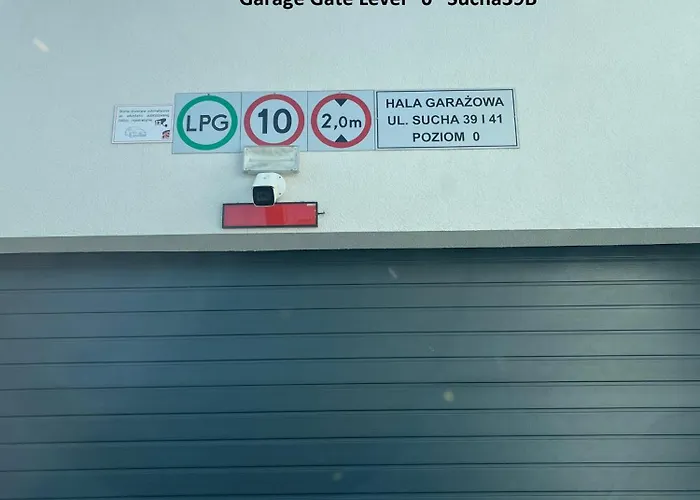 Garage Gate Level "0" Sucha39B
LPG
10
2,0m
HALA GARAŻOWA
UL. SUCHA 39 I 41
POZIOM 0